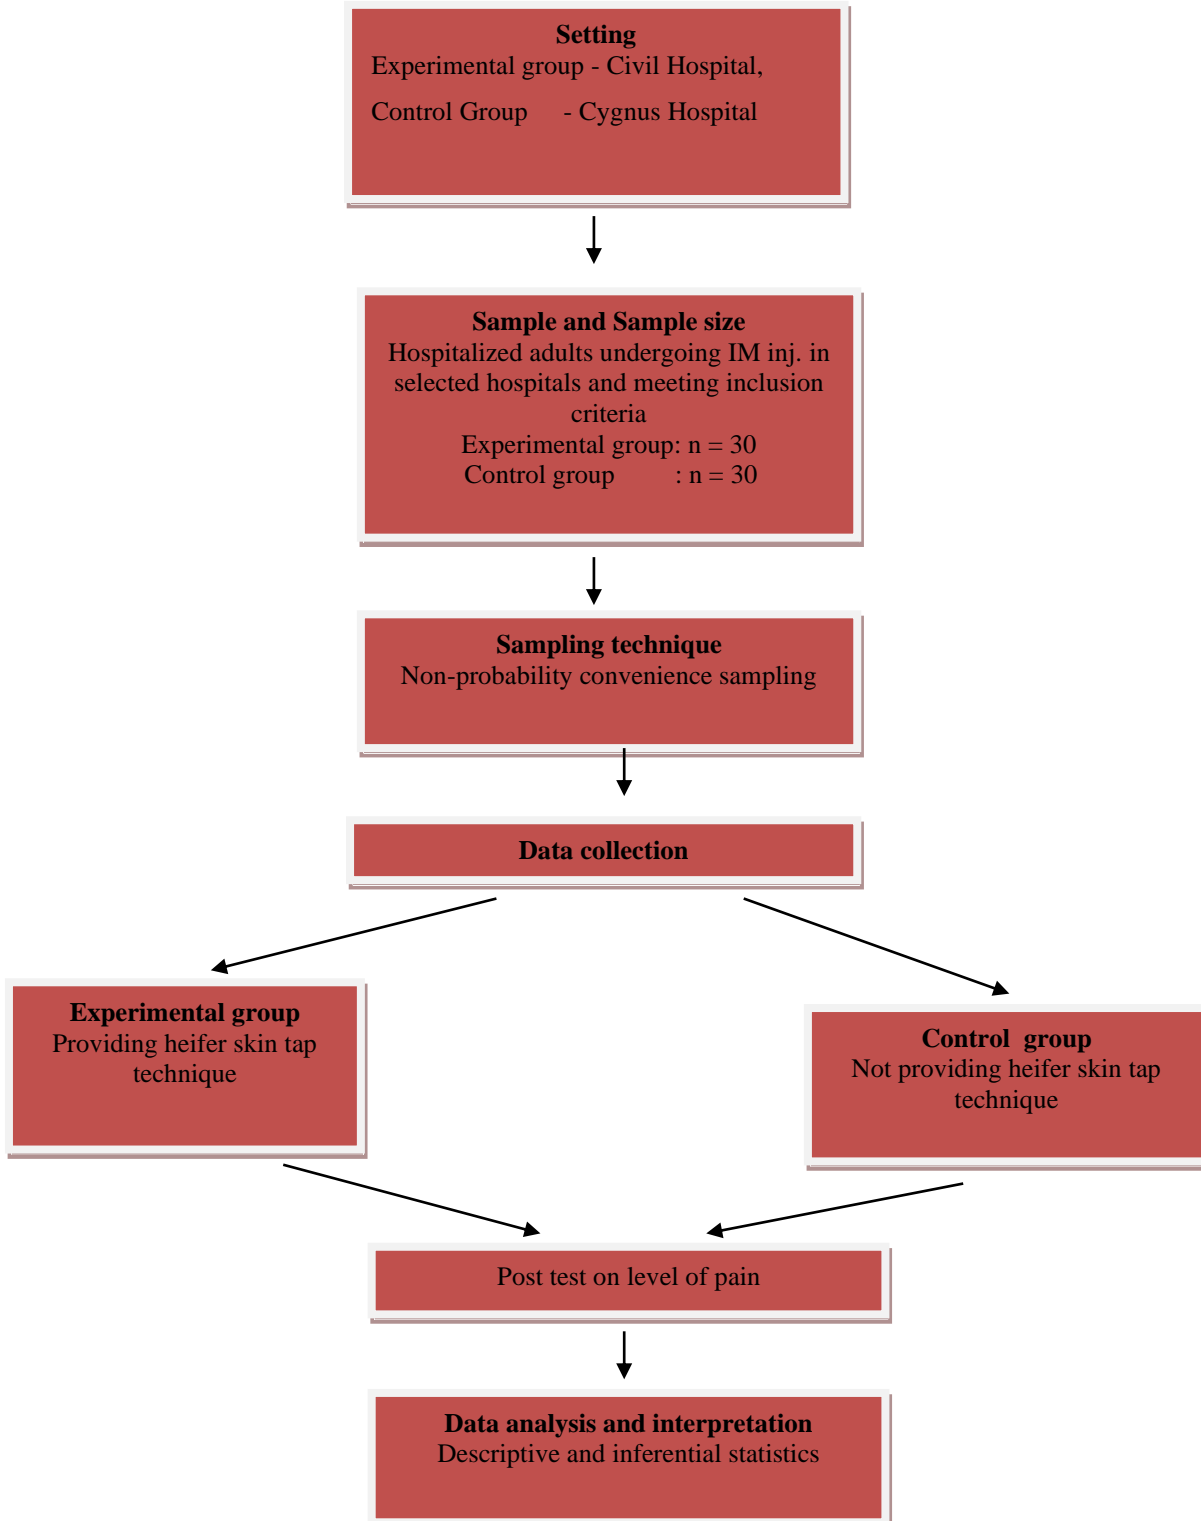 Setting
Experimental group - Civil Hospital,
Control Group - Cygnus Hospital
Sample and Sample size
Hospitalized adults undergoing IM inj. in
selected hospitals and meeting inclusion
criteria
Experimental group: n = 30
Control group : n = 30
Sampling technique
Non-probability convenience sampling
Data collection
Experimental group
Providing heifer skin tap
technique
Control group
Not providing heifer skin tap
technique
Post test on level of pain
Data analysis and interpretation
Descriptive and inferential statistics